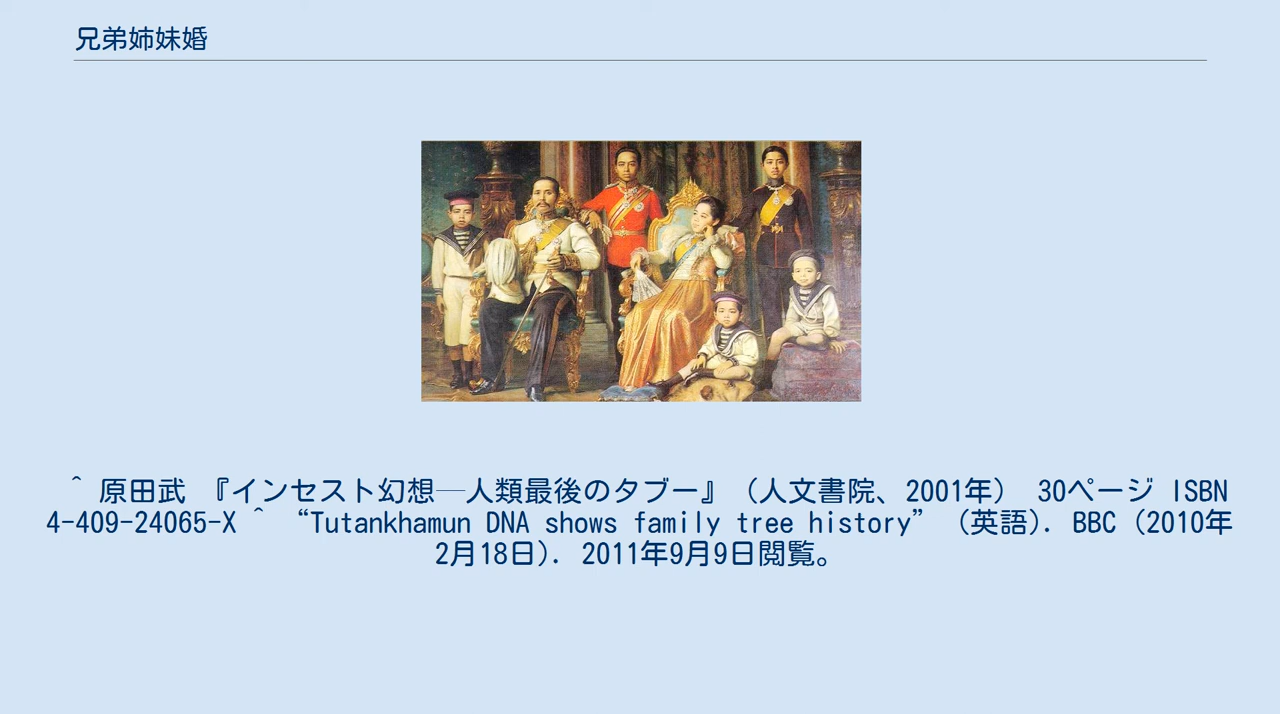 兄弟姉妹婚
^ 原田武 『インセスト幻想―人類最後のタブー』（人文書院、2001年） 30ページ ISBN
4-409-24065-X ^ “Tutankhamun DNA shows family tree history” （英語）. BBC (2010年
2月18日). 2011年9月9日閲覧。